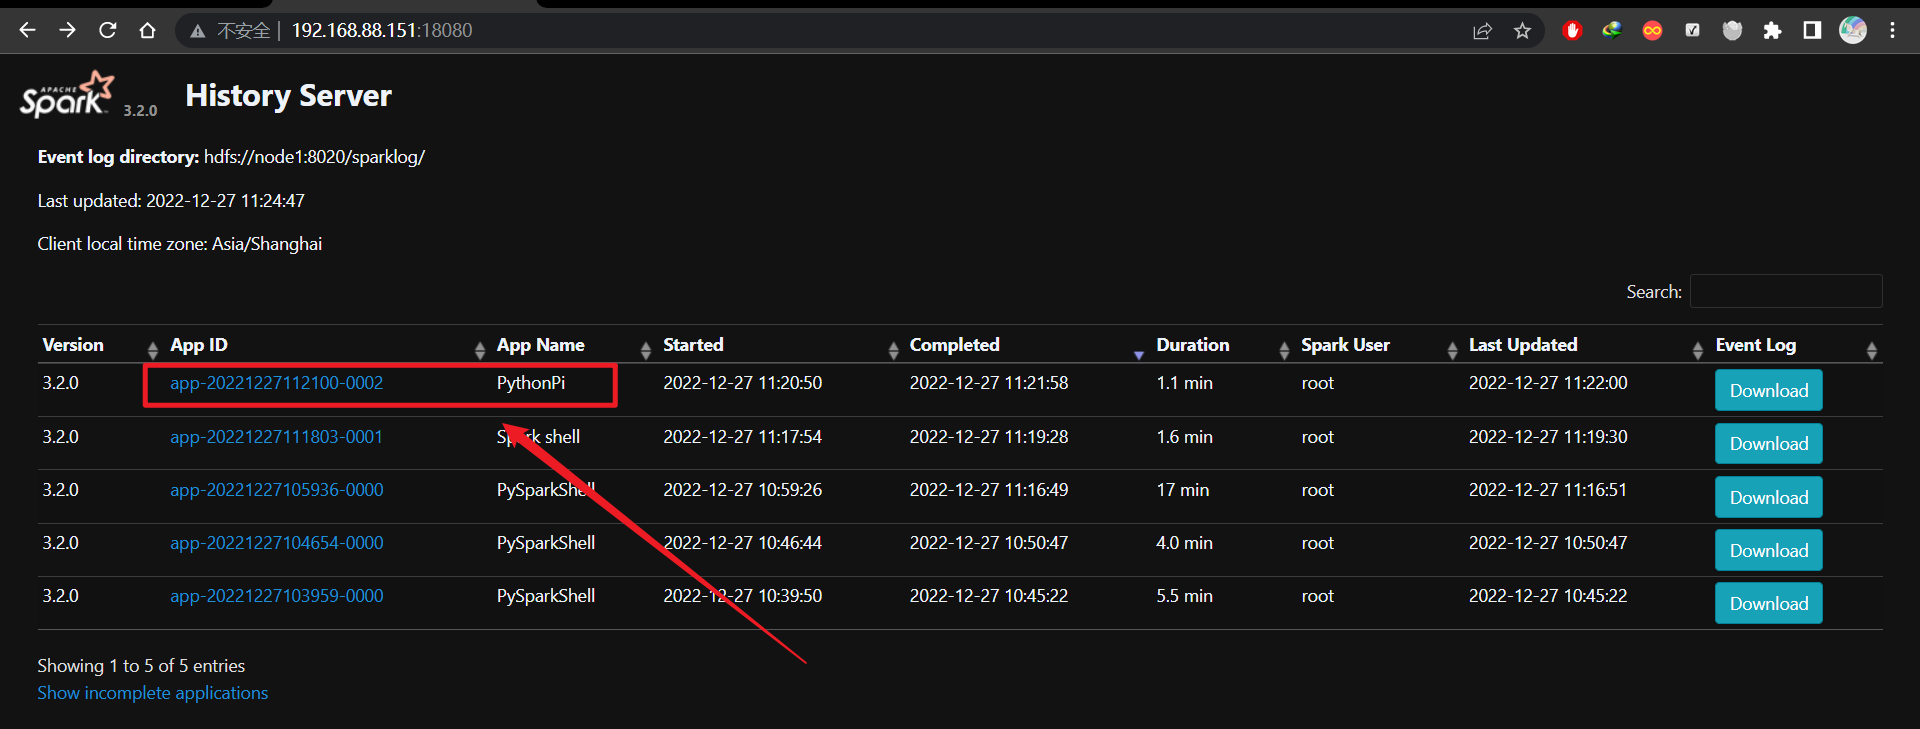 不安全 192.168.88.151:18080
APACHE Spark 3.2.0 History Server
Event log directory: hdfs://node1:8020/sparklog/
Last updated: 2022-12-27 11:24:47
Client local time zone: Asia/Shanghai
Search:
Version App ID App Name Started Completed Duration Spark User Last Updated Event Log
3.2.0 app-20221227112100-0002 PythonPi 2022-12-27 11:20:50 2022-12-27 11:21:58 1.1 min root 2022-12-27 11:22:00 Download
3.2.0 app-20221227111803-0001 Spark shell 2022-12-27 11:17:54 2022-12-27 11:19:28 1.6 min root 2022-12-27 11:19:30 Download
3.2.0 app-20221227105936-0000 PySparkShell 2022-12-27 10:59:26 2022-12-27 11:16:49 17 min root 2022-12-27 11:16:51 Download
3.2.0 app-20221227104654-0000 PySparkShell 2022-12-27 10:46:44 2022-12-27 10:50:47 4.0 min root 2022-12-27 10:50:47 Download
3.2.0 app-20221227103959-0000 PySparkShell 2022-12-27 10:39:50 2022-12-27 10:45:22 5.5 min root 2022-12-27 10:45:22 Download
Showing 1 to 5 of 5 entries
Show incomplete applications